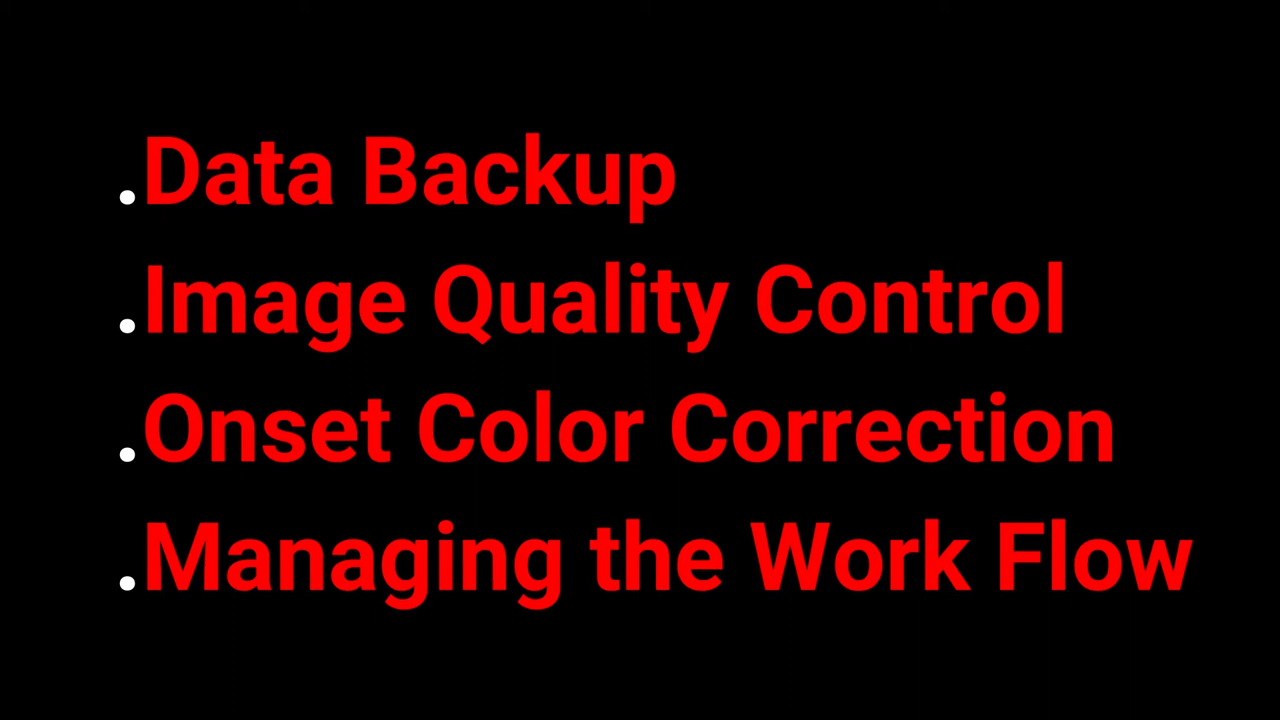 .Data Backup
.Image Quality Control
.Onset Color Correction
.Managing the Work Flow